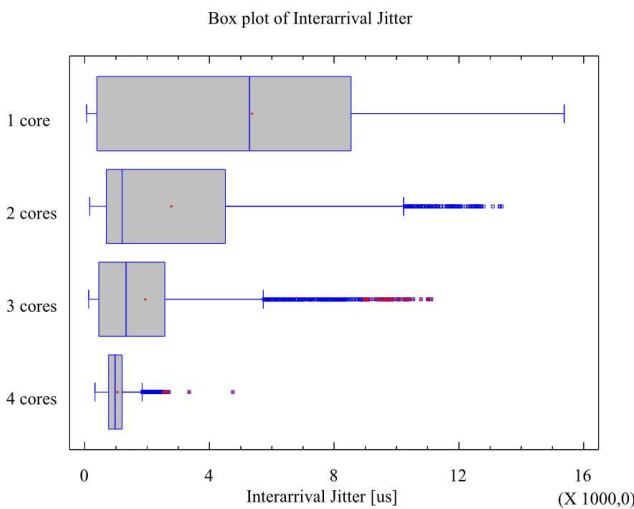 Box plot of Interarrival Jitter
1 core
2 cores
3 cores
4 cores
0 4 8 12 16
Interarrival Jitter [us]
(X 1000,0)